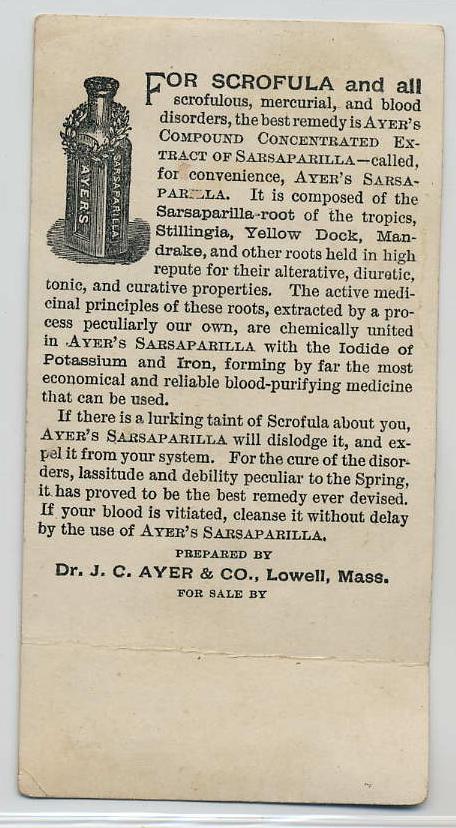 FOR SCROFULA and all
scrofulous, mercurial, and blood
disorders, the best remedy is AYER'S
COMPOUND CONCENTRATED EX-
TRACT OF SARSAPARILLA—called,
for convenience, AYER'S SARSA-
PARILLA. It is composed of the
Sarsaparilla-root of the tropics,
Stillingia, Yellow Dock, Man-
drake, and other roots held in high
repute for their alterative, diuretic,
tonic, and curative properties. The active medi-
cinal principles of these roots, extracted by a pro-
cess peculiarly our own, are chemically united
in AYER'S SARSAPARILLA with the Iodide of
Potassium and Iron, forming by far the most
economical and reliable blood-purifying medicine
that can be used.
If there is a lurking taint of Scrofula about you,
AYER'S SARSAPARILLA will dislodge it, and ex-
pel it from your system. For the cure of the disor-
ders, lassitude and debility peculiar to the Spring,
it has proved to be the best remedy ever devised.
If your blood is vitiated, cleanse it without delay
by the use of AYER'S SARSAPARILLA.
PREPARED BY
Dr. J. C. AYER & CO., Lowell, Mass.
FOR SALE BY
AYER'S
SARSAPARILLA